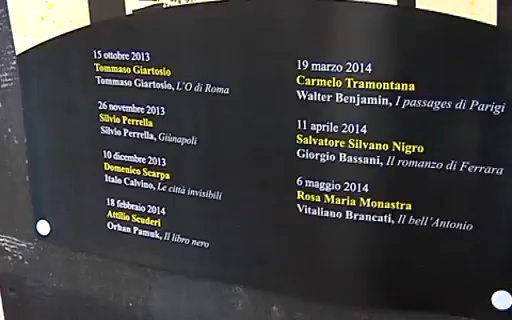 15 ottobre 2013
Tommaso Giartosio
Tommaso Giartosio, L'O di Roma
26 novembre 2013
Silvio Perrella
Silvio Perrella, Giùnapoli
10 dicembre 2013
Domenico Scarpa
Italo Calvino, Le città invisibili
18 febbraio 2014
Attilio Scuderi
Orhan Pamuk, Il libro nero
19 marzo 2014
Carmelo Tramontana
Walter Benjamin, I passages di Parigi
11 aprile 2014
Salvatore Silvano Nigro
Giorgio Bassani, Il romanzo di Ferrara
6 maggio 2014
Rosa Maria Monastra
Vitaliano Brancati, Il bell'Antonio